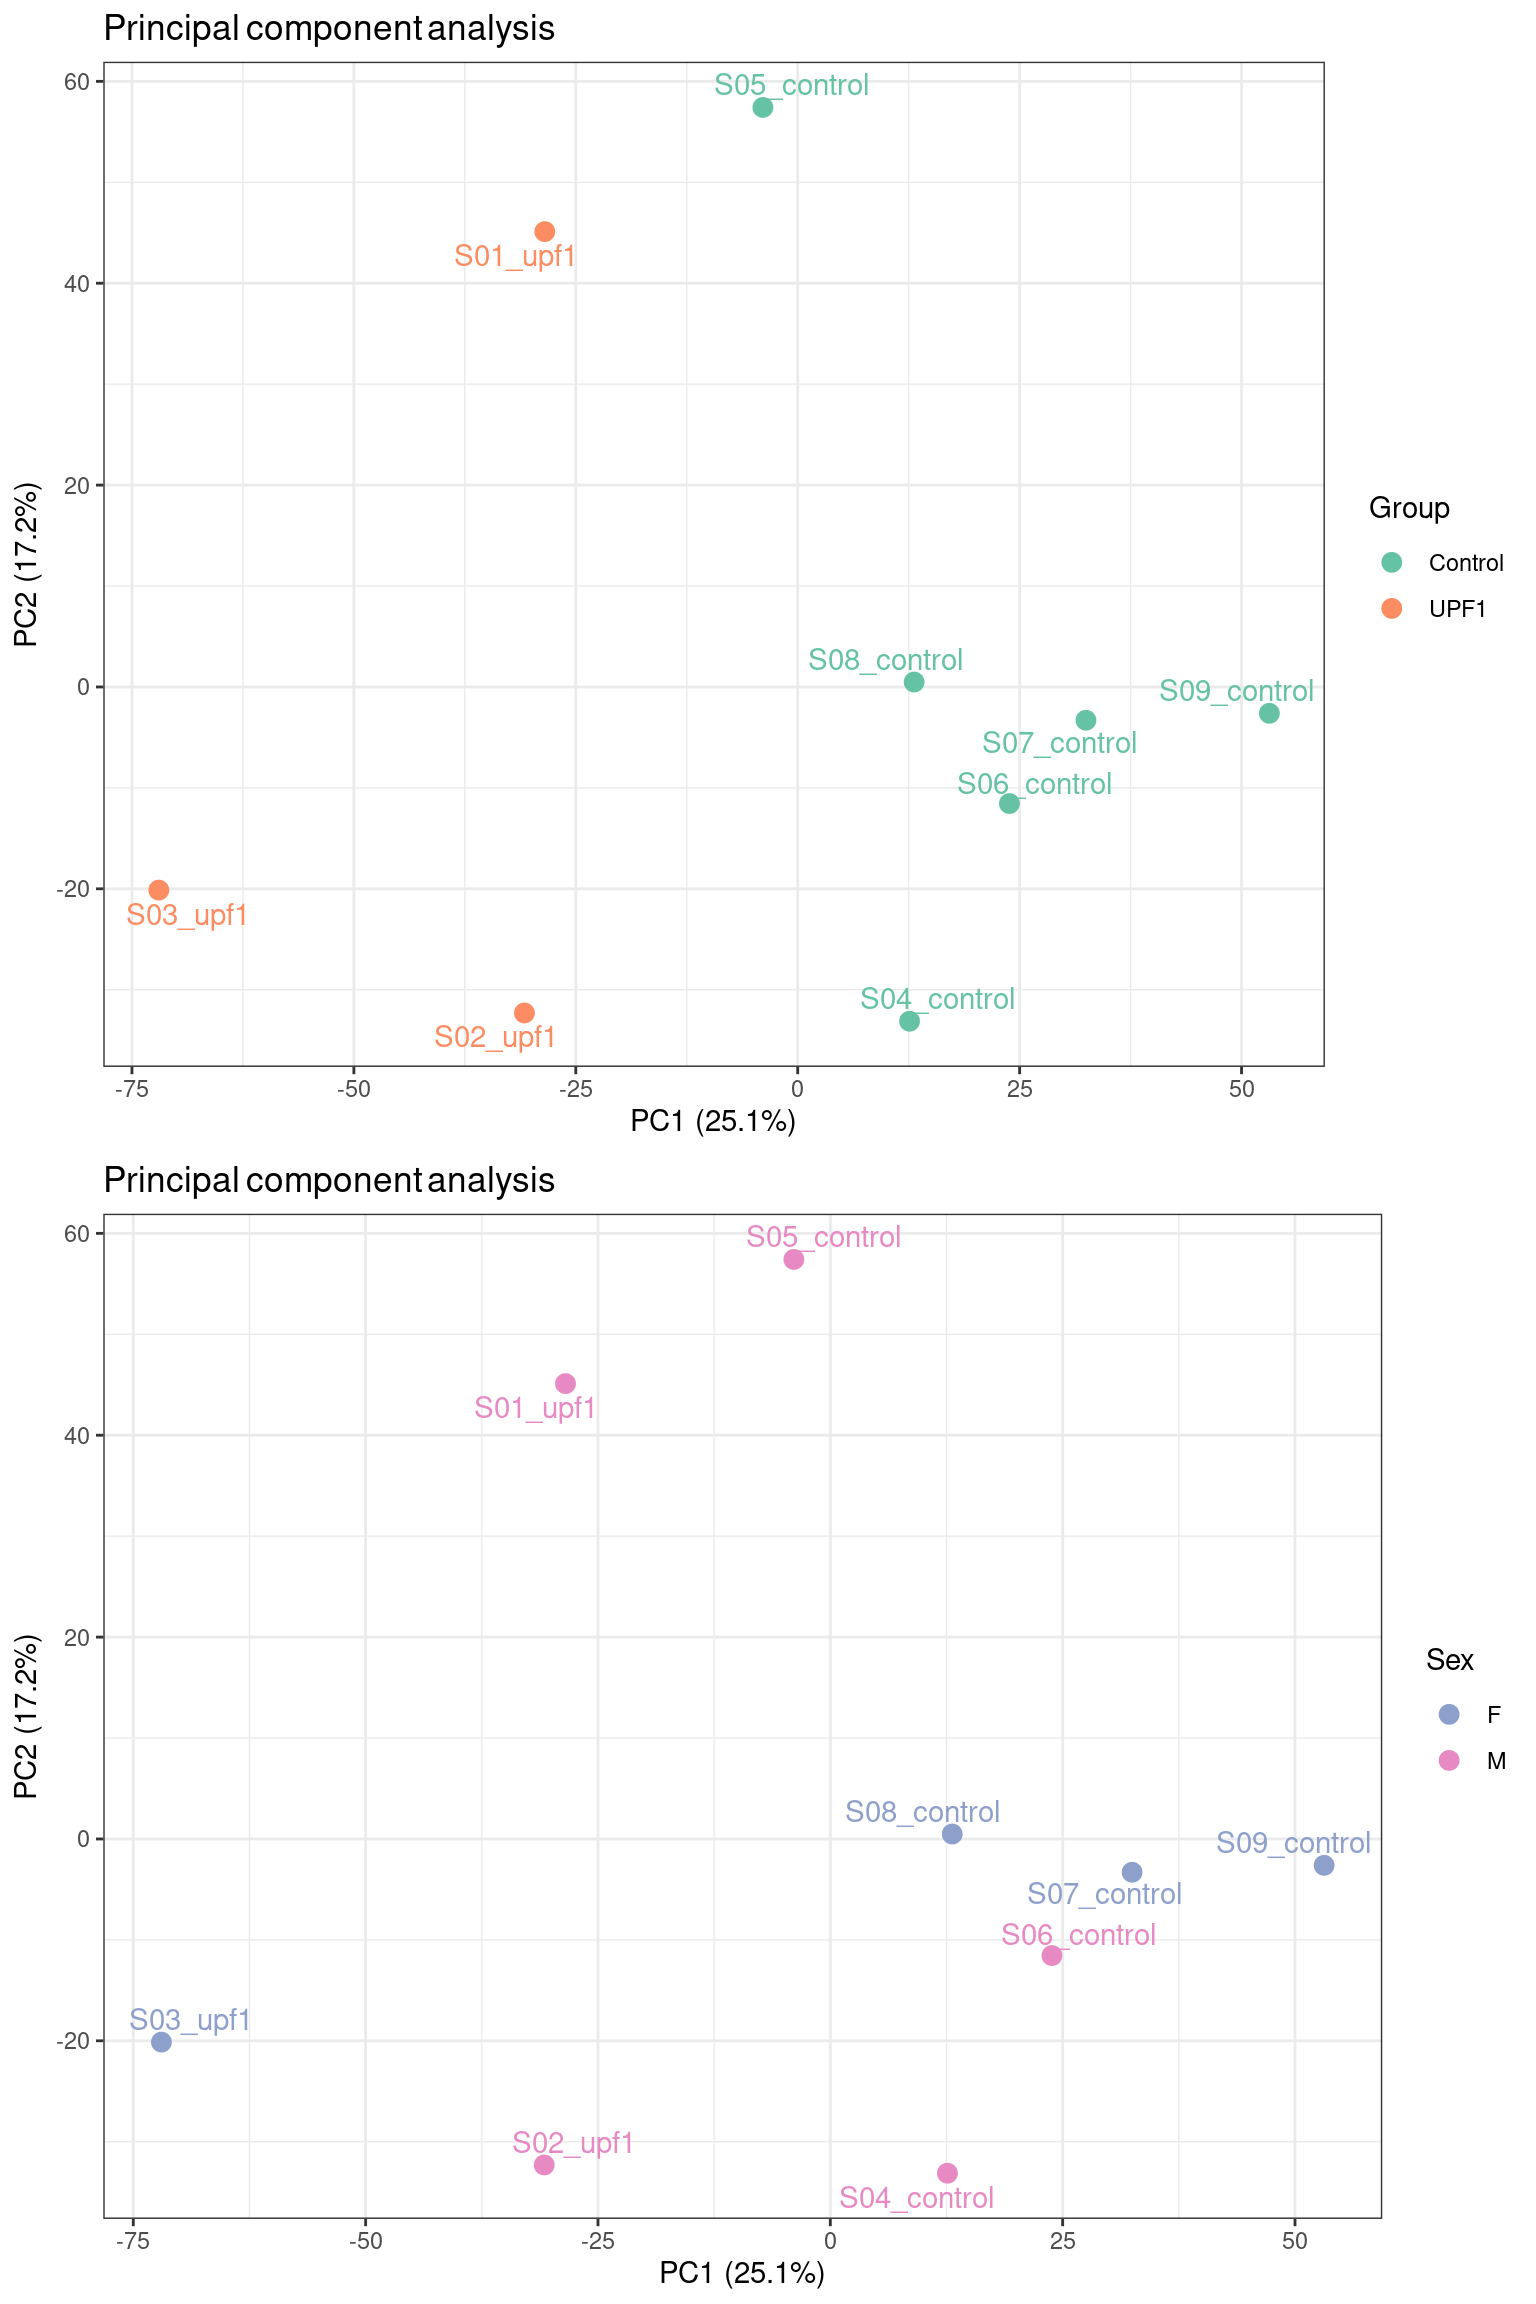 Principal component analysis
60
S05_control
S01_upf1
40
20
PC2 (17.2%)
Group
Control
UPF1
S08_control
0
S09_control
S07_control
S06_control
-20
S03_upf1
S04_control
S02_upf1
-75 -50 -25 0 25 50
PC1 (25.1%)
Principal component analysis
60
S05_control
S01_upf1
40
20
PC2 (17.2%)
Sex
F
M
S08_control
0
S09_control
S07_control
S06_control
S03_upf1
-20
S02_upf1
S04_control
-75 -50 -25 0 25 50
PC1 (25.1%)